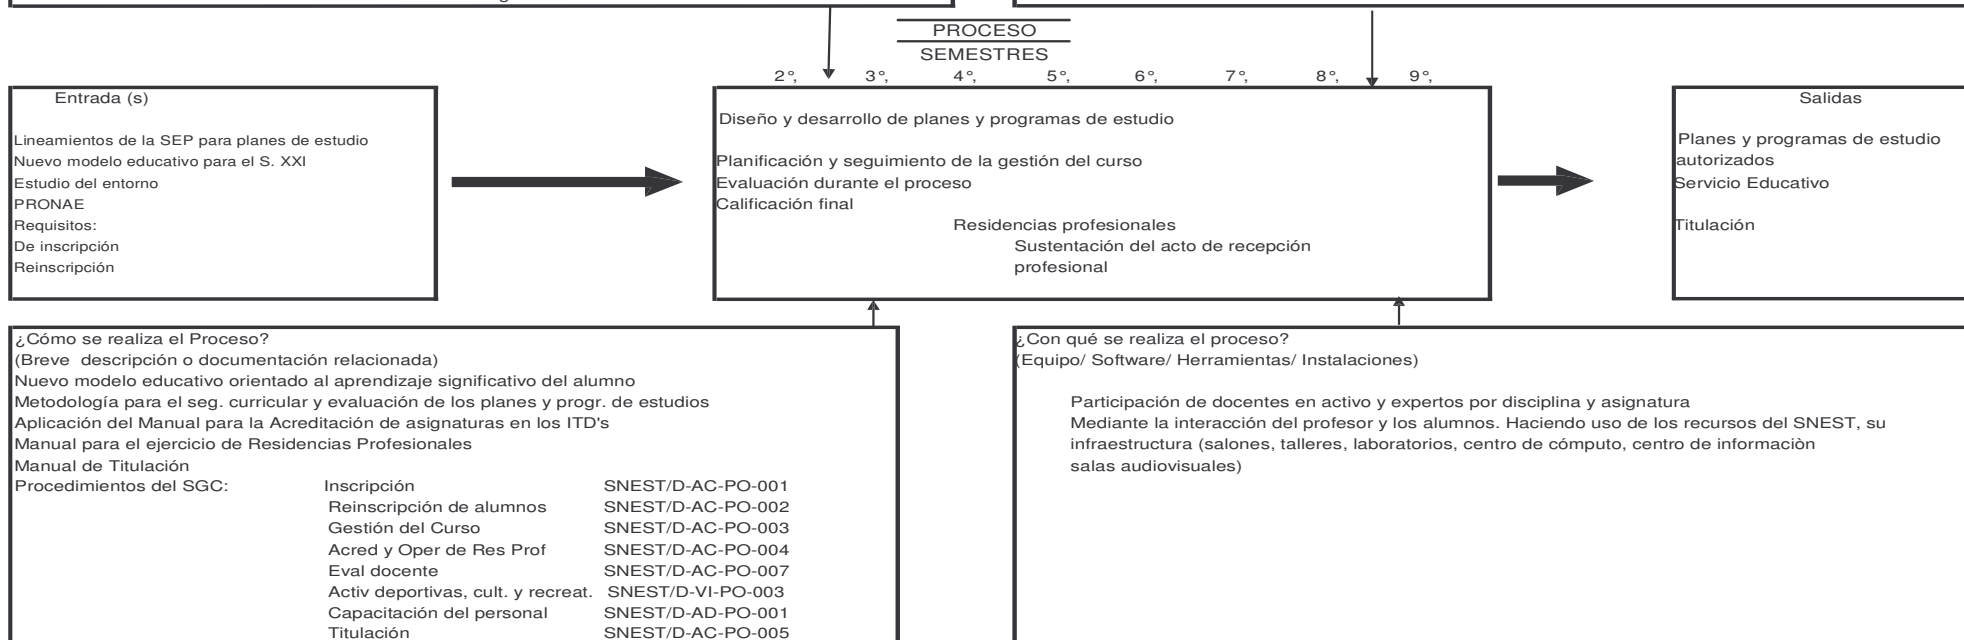 PROCESO
SEMESTRES
2°, 3°, 4°, 5°, 6°, 7°, 8°, 9°,
Entrada (s)
Lineamientos de la SEP para planes de estudio
Nuevo modelo educativo para el S. XXI
Estudio del entorno
PRONAE
Requisitos:
De inscripción
Reinscripción
Diseño y desarrollo de planes y programas de estudio
Planificación y seguimiento de la gestión del curso
Evaluación durante el proceso
Calificación final
Residencias profesionales
Sustentación del acto de recepción
profesional
Salidas
Planes y programas de estudio
autorizados
Servicio Educativo
Titulación
¿Cómo se realiza el Proceso?
(Breve descripción o documentación relacionada)
Nuevo modelo educativo orientado al aprendizaje significativo del alumno
Metodología para el seg. curricular y evaluación de los planes y progr. de estudios
Aplicación del Manual para la Acreditación de asignaturas en los ITD's
Manual para el ejercicio de Residencias Profesionales
Manual de Titulación
Procedimientos del SGC: Inscripción SNEST/D-AC-PO-001
Reinscripción de alumnos SNEST/D-AC-PO-002
Gestión del Curso SNEST/D-AC-PO-003
Acred y Oper de Res Prof SNEST/D-AC-PO-004
Eval docente SNEST/D-AC-PO-007
Activ deportivas, cult. y recreat. SNEST/D-VI-PO-003
Capacitación del personal SNEST/D-AD-PO-001
Titulación SNEST/D-AC-PO-005
¿Con qué se realiza el proceso?
(Equipo/ Software/ Herramientas/ Instalaciones)
Participación de docentes en activo y expertos por disciplina y asignatura
Mediante la interacción del profesor y los alumnos. Haciendo uso de los recursos del SNEST, su
infraestructura (salones, talleres, laboratorios, centro de cómputo, centro de informaciòn
salas audiovisuales)